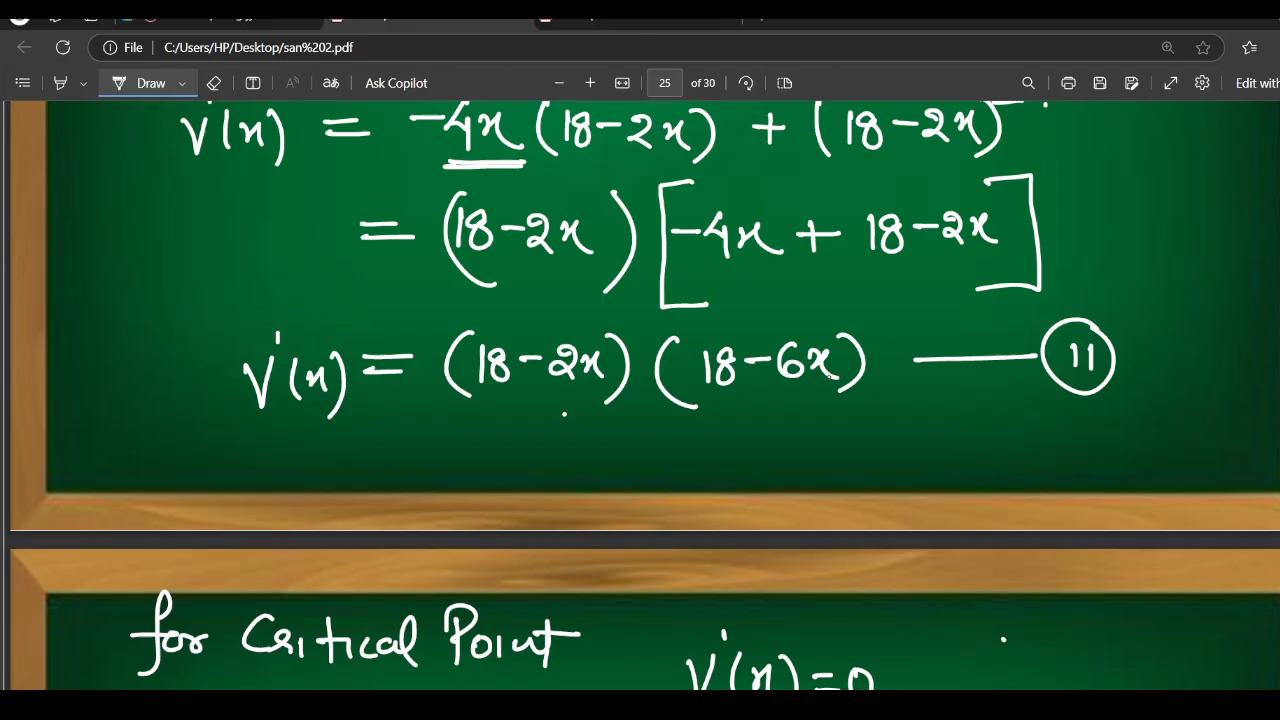 File | C:/Users/HP/Desktop/san%202.pdf
Draw Ask Copilot 25 of 30 Edit with
V'(x) = -4x (18-2x) + (18-2x)
= (18-2x) [-4x + 18-2x]
V'(x) = (18-2x) (18-6x) —— 11
for Critical Point
V'(x) = 0